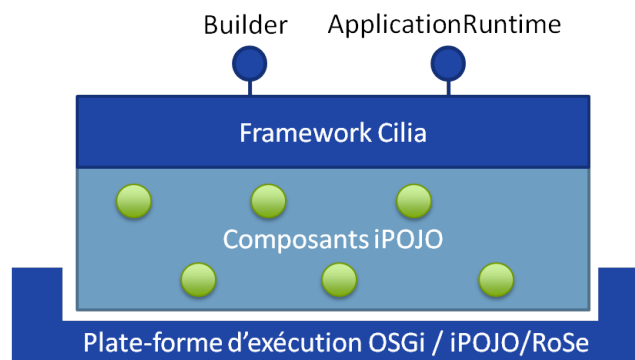 Builder
ApplicationRuntime
Framework Cilia
Composants iPOJO
Plate-forme d'exécution OSGi / iPOJO/RoSe